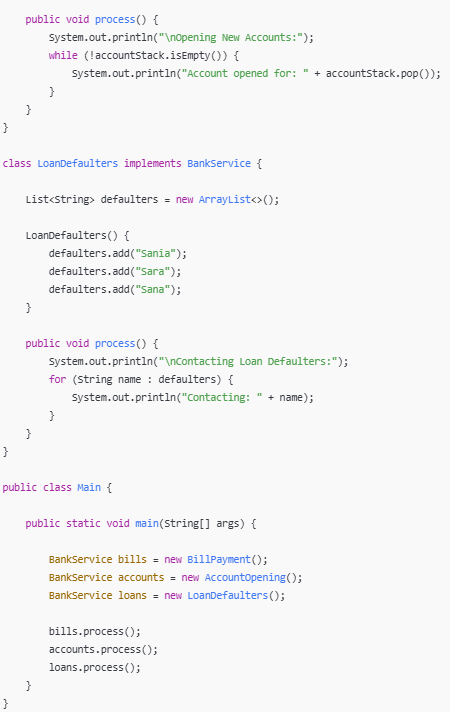 public void process() {
        System.out.println("\nOpening New Accounts:");
        while (!accountStack.isEmpty()) {
            System.out.println("Account opened for: " + accountStack.pop());
        }
    }
}

class LoanDefaulters implements BankService {

    List<String> defaulters = new ArrayList<>();

    LoanDefaulters() {
        defaulters.add("Sania");
        defaulters.add("Sara");
        defaulters.add("Sana");
    }

    public void process() {
        System.out.println("\nContacting Loan Defaulters:");
        for (String name : defaulters) {
            System.out.println("Contacting: " + name);
        }
    }
}

public class Main {

    public static void main(String[] args) {

        BankService bills = new BillPayment();
        BankService accounts = new AccountOpening();
        BankService loans = new LoanDefaulters();

        bills.process();
        accounts.process();
        loans.process();
    }
}